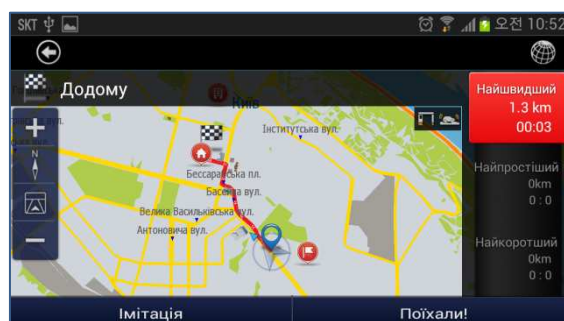 SKT 오전 10:52
Додому
Найшвидший
1.3 km
00:03
Київ
вул.
Інститутська вул.
N
Бессарабська пл.
Басейна вул.
Велика Васильківська вул.
Антоновича вул.
Найпростіший
0km
0 : 0
Найкоротший
0km
0 : 0
Імітація
Поїхали!